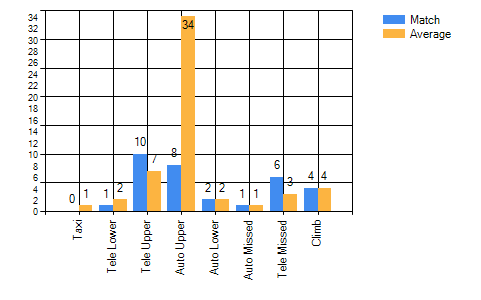 34
32
30
28
26
24
22
20
18
16
14
12
10
8
6
4
2
0
0 1
1 2
10 7
8 34
2 2
1 1
6 3
4 4
Taxi
Tele Lower
Tele Upper
Auto Upper
Auto Lower
Auto Missed
Tele Missed
Climb
Match
Average